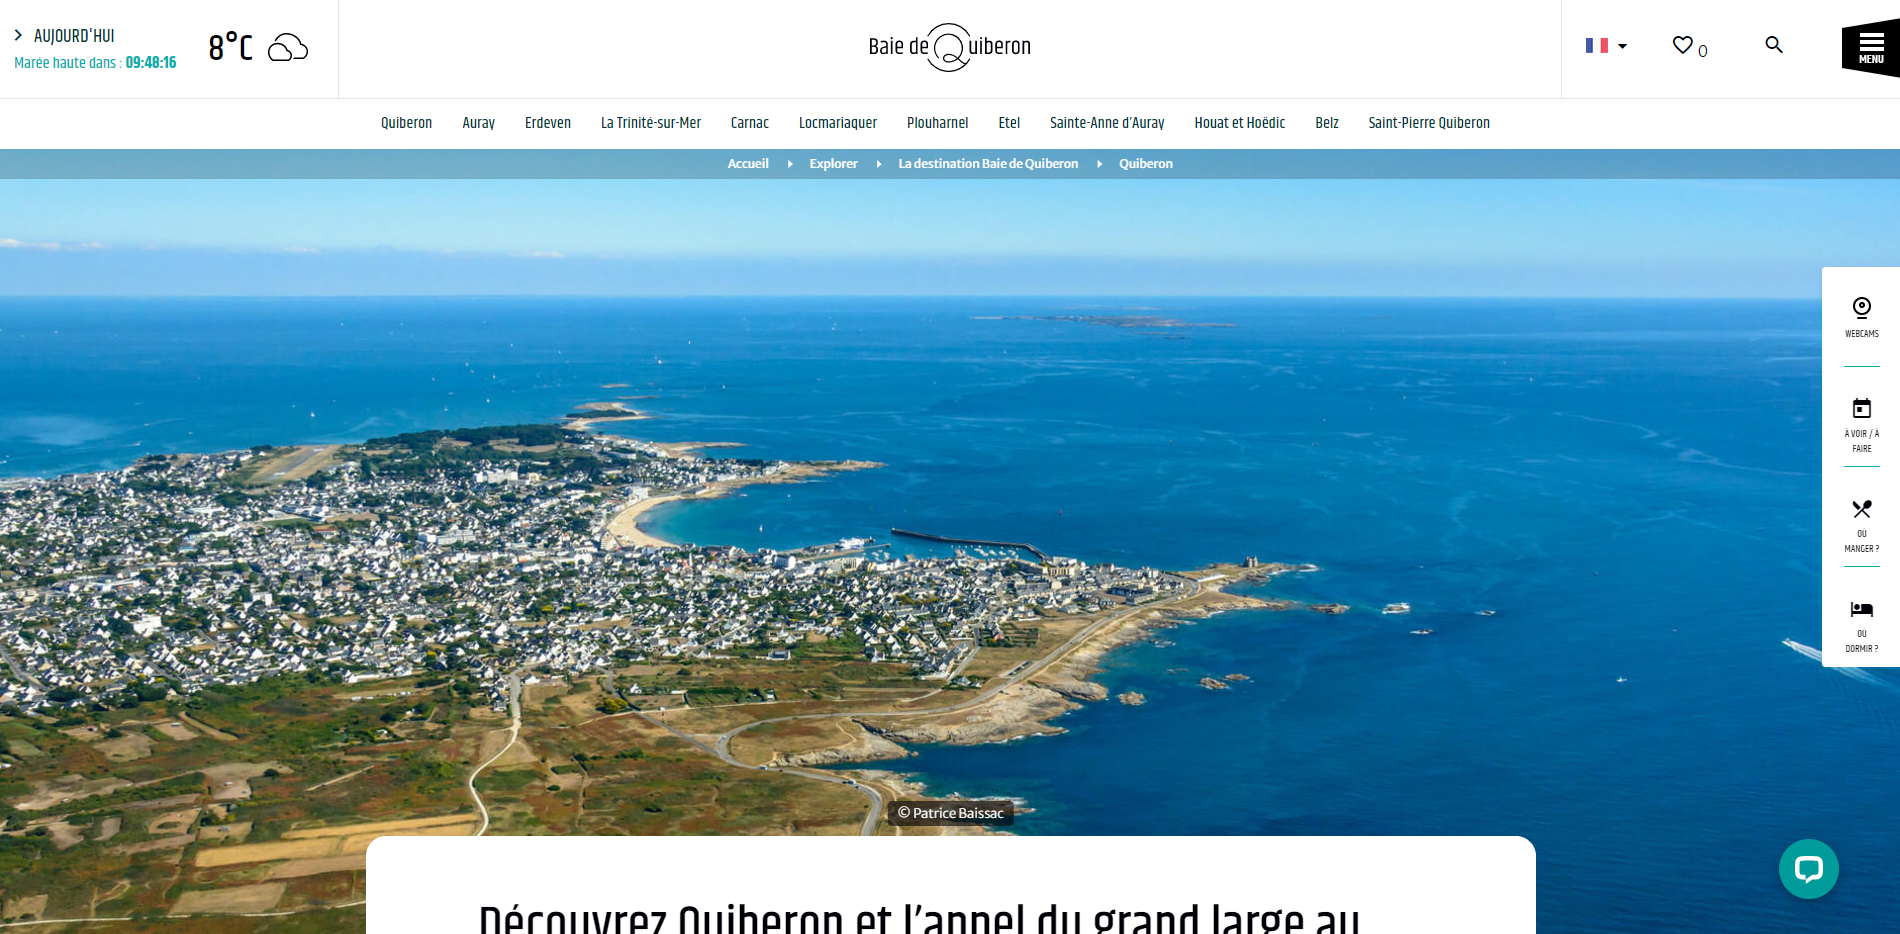 AUJOURD'HUI
Marée haute dans : 09:48:16
8°C
Baie de Quiberon
0
MENU
Quiberon
Auray
Erdeven
La Trinité-sur-Mer
Carnac
Locmariaquer
Plouharnel
Etel
Sainte-Anne d'Auray
Houat et Hoëdic
Belz
Saint-Pierre Quiberon
Accueil
Explorer
La destination Baie de Quiberon
Quiberon
WEBCAMS
À VOIR / À
FAIRE
OÙ
MANGER ?
OÙ
DORMIR ?
© Patrice Baissac
Découvrez Quiberon et l'appel du grand large au